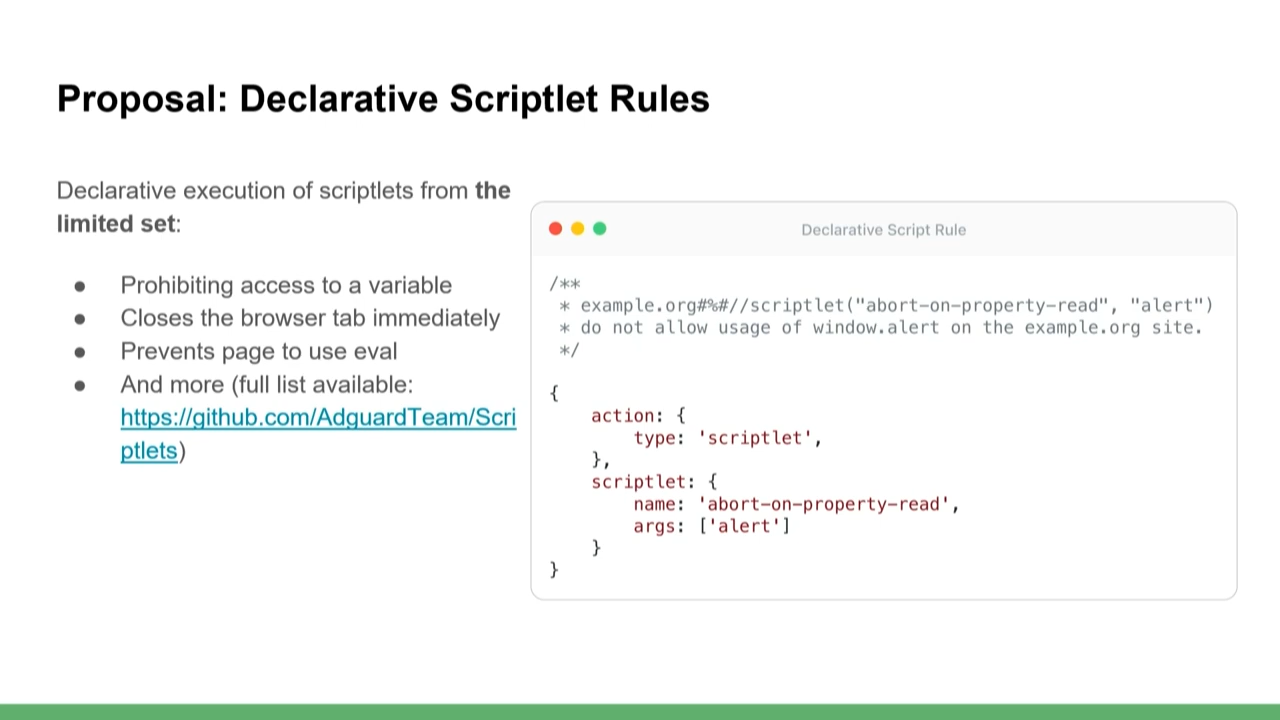 Proposal: Declarative Scriptlet Rules
Declarative execution of scriptlets from the
limited set:
● Prohibiting access to a variable
● Closes the browser tab immediately
● Prevents page to use eval
● And more (full list available:
https://github.com/AdguardTeam/Scri
ptlets)
Declarative Script Rule
/**
 * example.org#%#//scriptlet("abort-on-property-read", "alert")
 * do not allow usage of window.alert on the example.org site.
 */
{
    action: {
        type: 'scriptlet',
    },
    scriptlet: {
        name: 'abort-on-property-read',
        args: ['alert']
    }
}